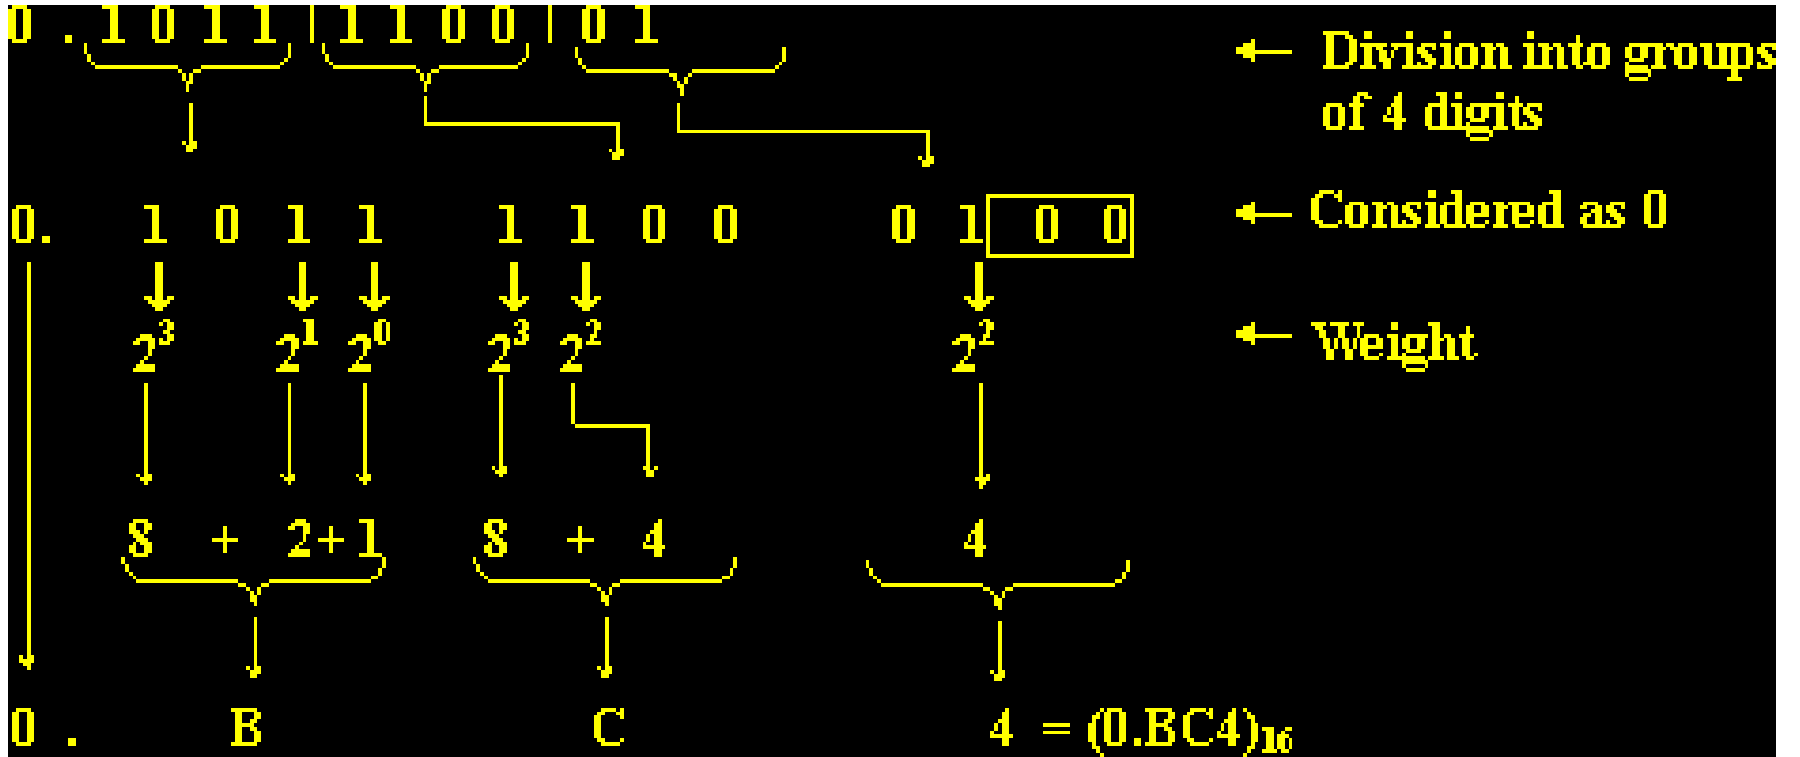 0 . 1 0 1 1 | 1 1 0 0 | 0 1
← Division into groups
of 4 digits
0. 1 0 1 1 1 1 0 0 0 1 0 0 ← Considered as 0
2³ 2¹ 2⁰ 2³ 2² 2² ← Weight
8 + 2+1 8 + 4 4
0 . B C 4 = (0.BC4)₁₆